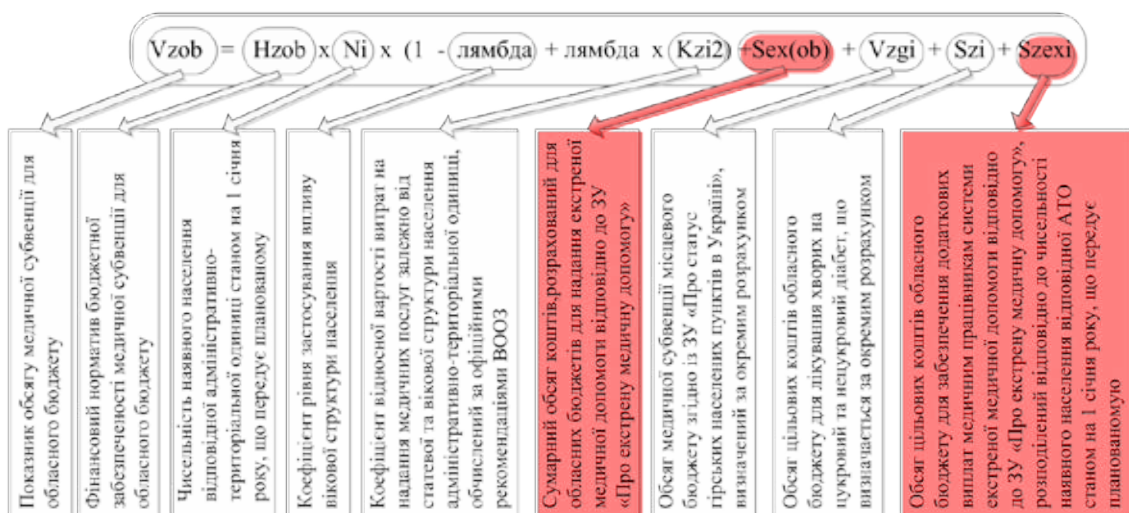 Vzob = Hzob x Ni x (1 - лямбда + лямбда x Kzi2) +Sex(ob) + Vzgi + Szi + Szexi
Показник обсягу медичної субвенції для
обласного бюджету
Фінансовий норматив бюджетної
забезпеченості медичної субвенції для
обласного бюджету
Чисельність наявного населення
відповідної адміністративно-
територіальної одиниці станом на 1 січня
року, що передує планованому
Коефіцієнт рівня застосування впливу
вікової структури населення
Коефіцієнт відносної вартості витрат на
надання медичних послуг залежно від
статевої та вікової структури населення
адміністративно-територіальної одиниці,
обчислений за офіційними
рекомендаціями ВООЗ
Сумарний обсяг коштів,розрахований для
обласних бюджетів для надання екстреної
медичної допомоги відповідно до ЗУ
«Про екстрену медичну допомогу»
Обсяг медичної субвенції місцевого
бюджету згідно із ЗУ «Про статус
гірських населених пунктів в Україні»,
визначений за окремим розрахунком
Обсяг цільових коштів обласного
бюджету для лікування хворих на
цукровий та нецукровий діабет, що
визначається за окремим розрахунком
Обсяг цільових коштів обласного
бюджету для забезпечення додаткових
виплат медичним працівникам системи
екстреної медичної допомоги відповідно
до ЗУ «Про екстрену медичну допомогу»,
розподілений відповідно до чисельності
наявного населення відповідної АТО
станом на 1 січня року, що передує
планованомую